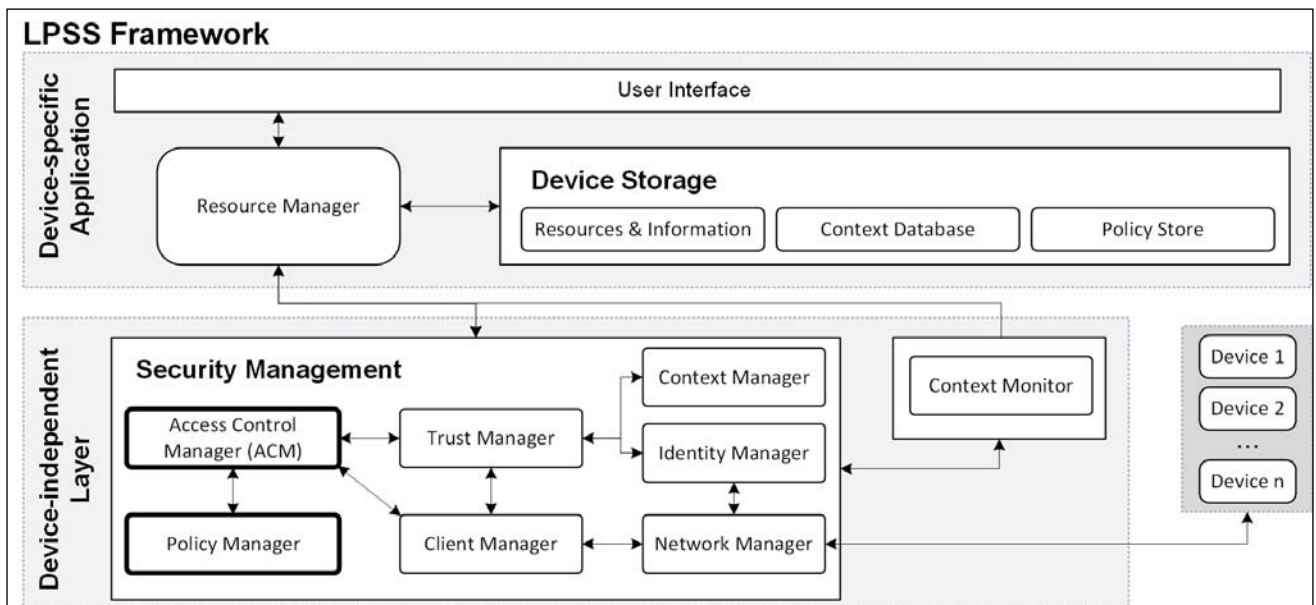 LPSS Framework
Device-specific
Application
User Interface
Resource Manager
Device Storage
Resources & Information
Context Database
Policy Store
Device-independent
Layer
Security Management
Access Control
Manager (ACM)
Trust Manager
Context Manager
Identity Manager
Policy Manager
Client Manager
Network Manager
Context Monitor
Device 1
Device 2
...
Device n